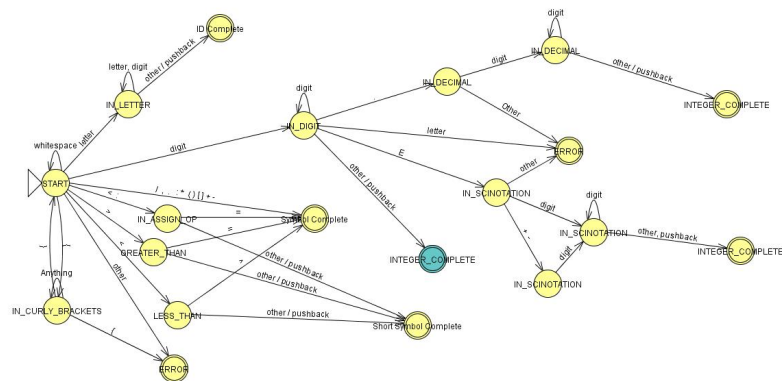 ID Complete
letter, digit
other / pushback
IN_LETTER
letter
whitespace
START
digit
digit
IN_DIGIT
IN_DECIMAL
digit
digit
IN_DECIMAL
other / pushback
INTEGER_COMPLETE
Other
letter
ERROR
E
other
IN_SCINOTATION
digit
digit
IN_SCINOTATION
other, pushback
INTEGER_COMPLETE
+ -
digit
IN_SCINOTATION
other / pushback
INTEGER_COMPLETE
IN_ASSIGN_OP
=
Symbol Complete
GREATER_THAN
=
other / pushback
other / pushback
LESS_THAN
other / pushback
Short Symbol Complete
other
Anything
IN_CURLY_BRACKETS
{
ERROR